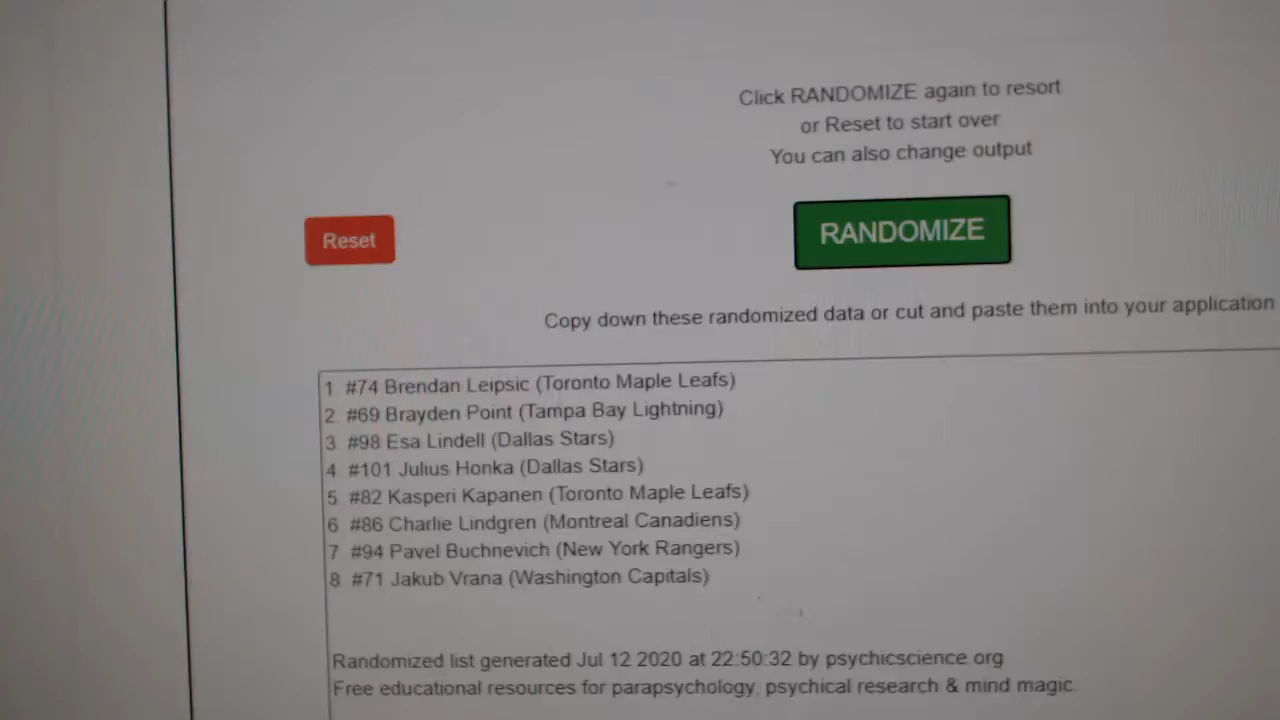 Click RANDOMIZE again to resort
or Reset to start over
You can also change output
Reset
RANDOMIZE
Copy down these randomized data or cut and paste them into your application
1. #74 Brendan Leipsic (Toronto Maple Leafs)
2. #69 Brayden Point (Tampa Bay Lightning)
3. #98 Esa Lindell (Dallas Stars)
4. #101 Julius Honka (Dallas Stars)
5. #82 Kasperi Kapanen (Toronto Maple Leafs)
6. #86 Charlie Lindgren (Montreal Canadiens)
7. #94 Pavel Buchnevich (New York Rangers)
8. #71 Jakub Vrana (Washington Capitals)
Randomized list generated Jul 12 2020 at 22:50:32 by psychicscience.org
Free educational resources for parapsychology, psychical research & mind magic.